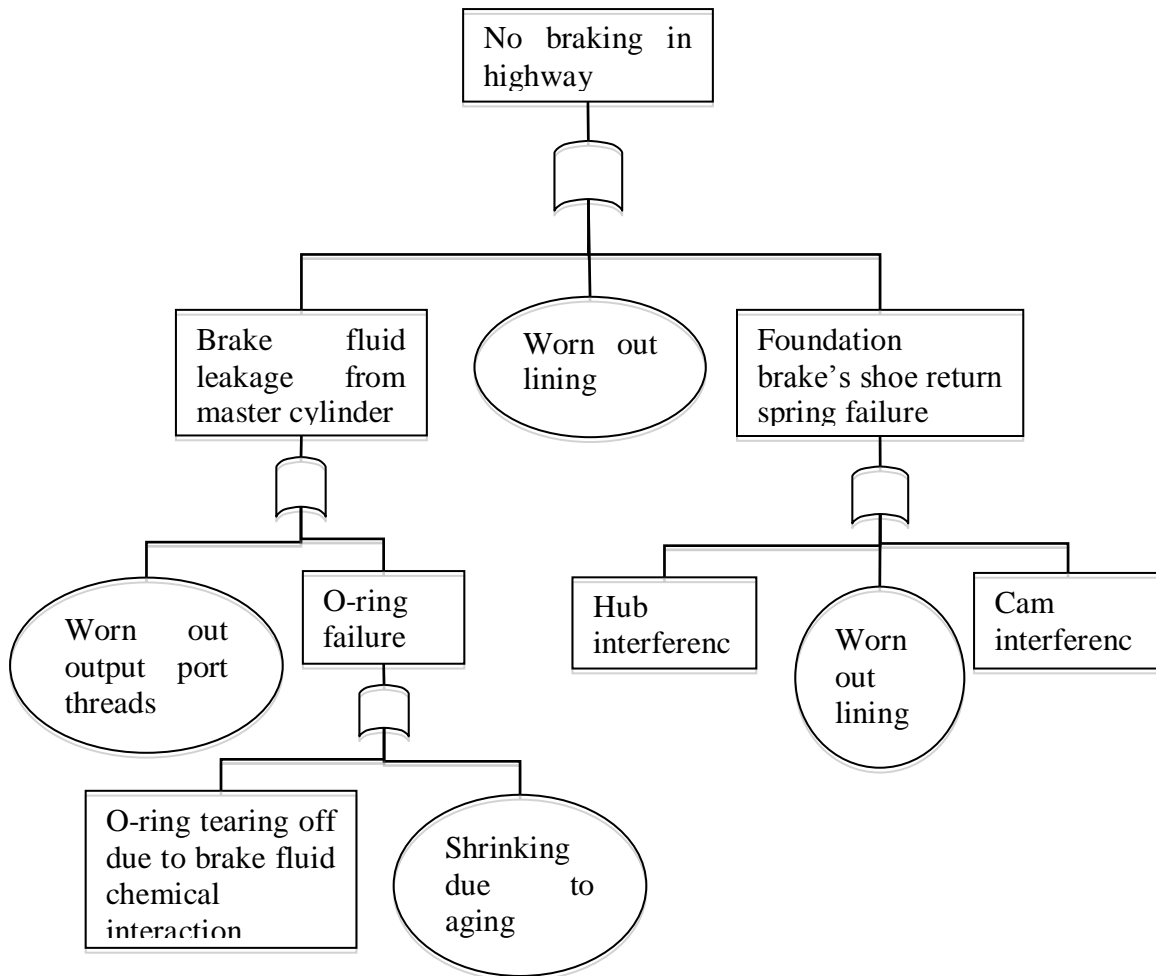 No braking in
highway
Brake fluid
leakage from
master cylinder
Worn out
lining
Foundation
brake's shoe return
spring failure
Worn out
output port
threads
O-ring
failure
Hub
interferenc
Worn
out
lining
Cam
interferenc
O-ring tearing off
due to brake fluid
chemical
interaction
Shrinking
due to
aging